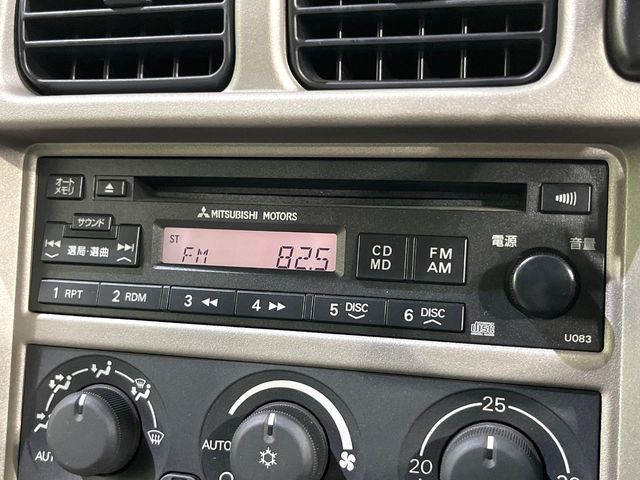 オート
メモリ
サウンド
選局・選曲
MITSUBISHI MOTORS
ST
FM 82.5
CD
MD
FM
AM
電源
音量
1 RPT
2 RDM
3
4
5 DISC
6 DISC
U083
AUTO
25
20